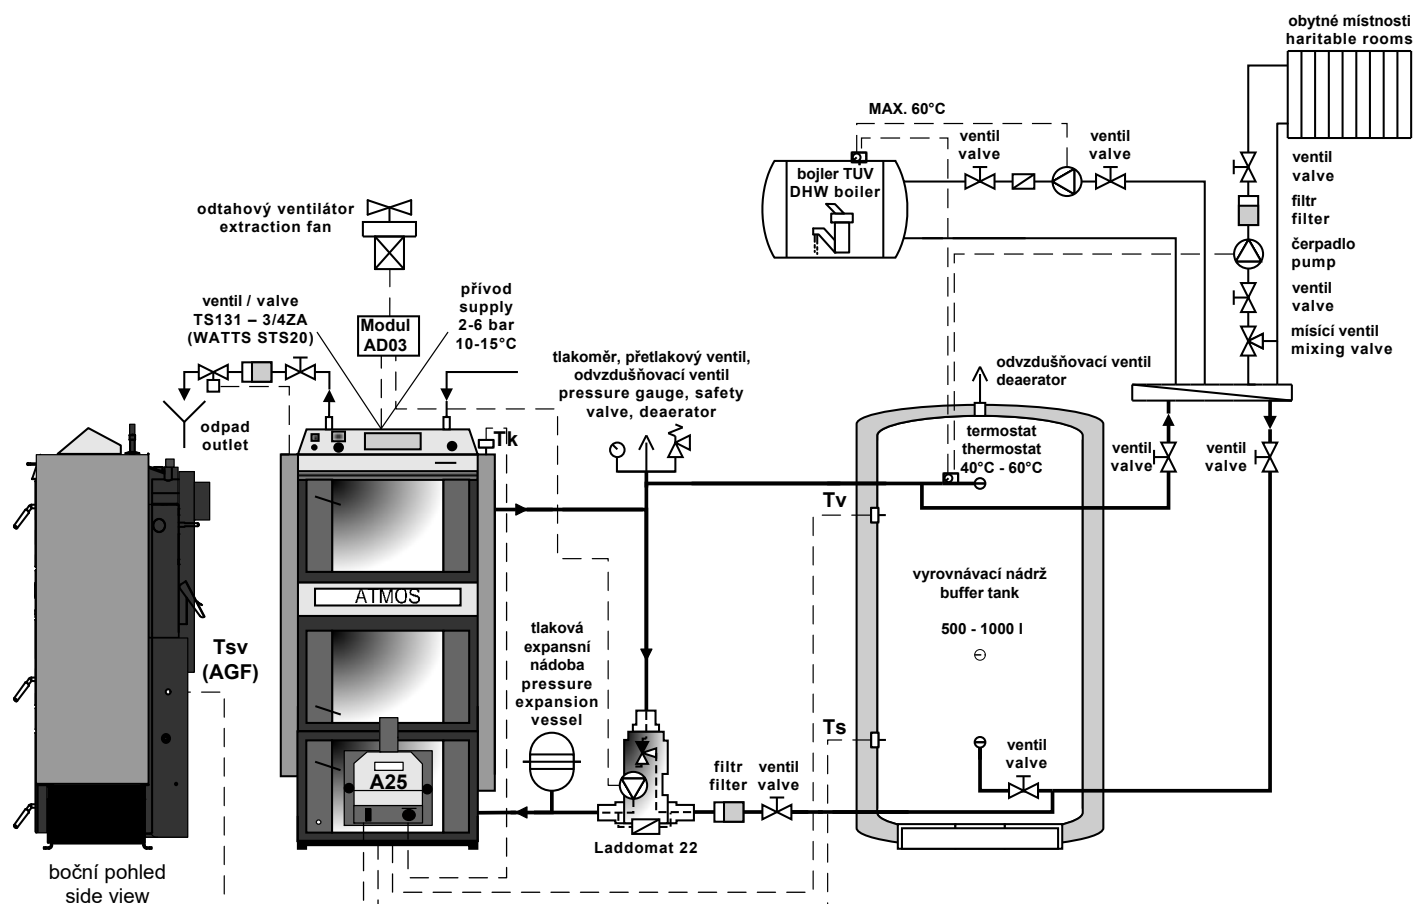 obytné místnosti
haritable rooms
MAX. 60°C
ventil
valve
ventil
valve
bojler TUV
DHW boiler
ventil
valve
filtr
filter
čerpadlo
pump
ventil
valve
mísící ventil
mixing valve
odtahový ventilátor
extraction fan
ventil / valve
TS131 – 3/4ZA
(WATTS STS20)
Modul
AD03
přívod
supply
2-6 bar
10-15°C
tlakoměr, přetlakový ventil,
odvzdušňovací ventil
pressure gauge, safety
valve, deaerator
odvzdušňovací ventil
deaerator
odpad
outlet
Tk
termostat
thermostat
40°C - 60°C
ventil
valve
ventil
valve
Tv
ATMOS
vyrovnávací nádrž
buffer tank
500 - 1000 l
Tsv
(AGF)
tlaková
expansní
nádoba
pressure
expansion
vessel
Ts
A25
filtr
filter
ventil
valve
ventil
valve
Laddomat 22
boční pohled
side view